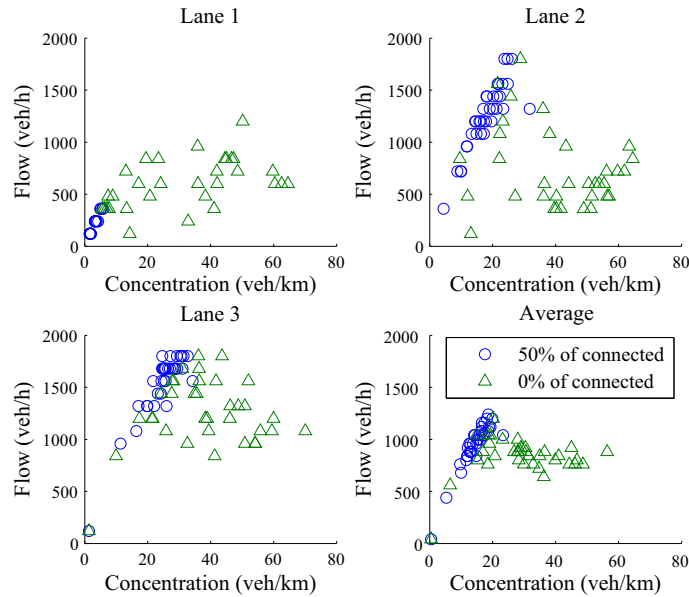 Lane 1
2000
1500
1000
500
0
Flow (veh/h)
0 20 40 60 80
Concentration (veh/km)
Lane 2
2000
1500
1000
500
0
Flow (veh/h)
0 20 40 60 80
Concentration (veh/km)
Lane 3
2000
1500
1000
500
0
Flow (veh/h)
0 20 40 60 80
Concentration (veh/km)
Average
2000
1500
1000
500
0
Flow (veh/h)
50% of connected
0% of connected
0 20 40 60 80
Concentration (veh/km)